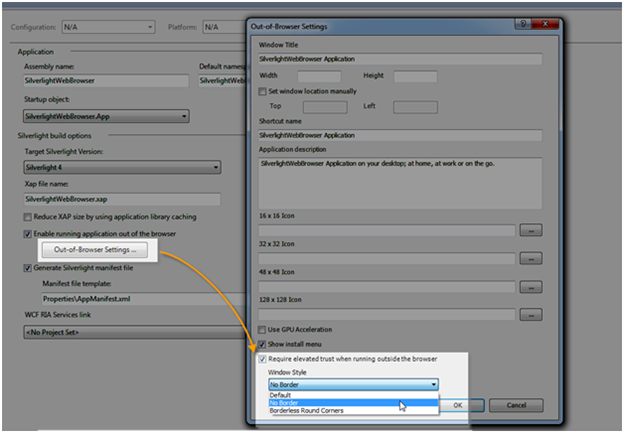 Configuration:
N/A
Platform:
N/A
Application
Assembly name:
Default namesp
SilverlightWebBrowser
SilverlightWebB
Startup object:
SilverlightWebBrowser.App
Silverlight build options
Target Silverlight Version:
Silverlight 4
Xap file name:
SilverlightWebBrowser.xap
Reduce XAP size by using application library caching
Enable running application out of the browser
Out-of-Browser Settings ...
Generate Silverlight manifest file
Manifest file template:
Properties\AppManifest.xml
WCF RIA Services link
<No Project Set>
Out-of-Browser Settings
Window Title
SilverlightWebBrowser Application
Width
Height
Set window location manually
Top
Left
Shortcut name
SilverlightWebBrowser Application
Application description
SilverlightWebBrowser Application on your desktop; at home, at work or on the go.
16 x 16 Icon
...
32 x 32 Icon
...
48 x 48 Icon
...
128 x 128 Icon
...
Use GPU Acceleration
Show install menu
Require elevated trust when running outside the browser
Window Style
No Border
Default
No Border
Borderless Round Corners
OK
Cancel